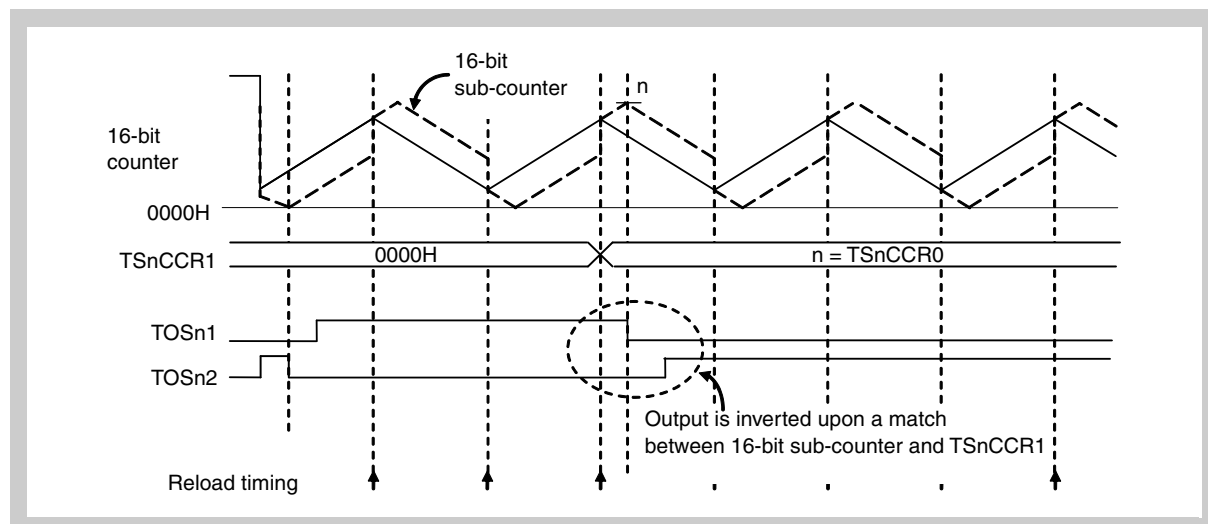 16-bit
sub-counter
n
16-bit
counter
0000H
TSnCCR1
0000H
n = TSnCCR0
TOSn1
TOSn2
Output is inverted upon a match
between 16-bit sub-counter and TSnCCR1
Reload timing